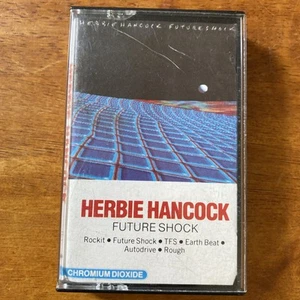 HERBIE HANCOCK FUTURE SHOCK
HERBIE HANCOCK
FUTURE SHOCK
Rockit • Future Shock • TFS • Earth Beat •
Autodrive • Rough
CHROMIUM DIOXIDE